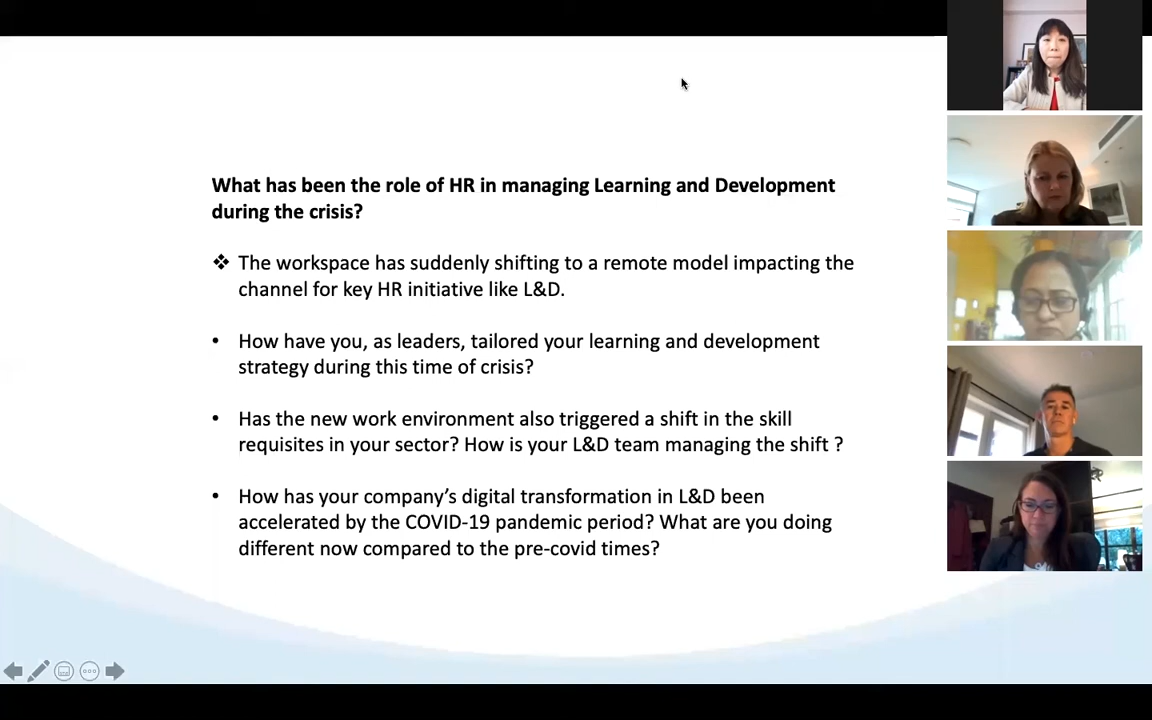 What has been the role of HR in managing Learning and Development
during the crisis?
❖ The workspace has suddenly shifting to a remote model impacting the
channel for key HR initiative like L&D.
• How have you, as leaders, tailored your learning and development
strategy during this time of crisis?
• Has the new work environment also triggered a shift in the skill
requisites in your sector? How is your L&D team managing the shift ?
• How has your company’s digital transformation in L&D been
accelerated by the COVID-19 pandemic period? What are you doing
different now compared to the pre-covid times?